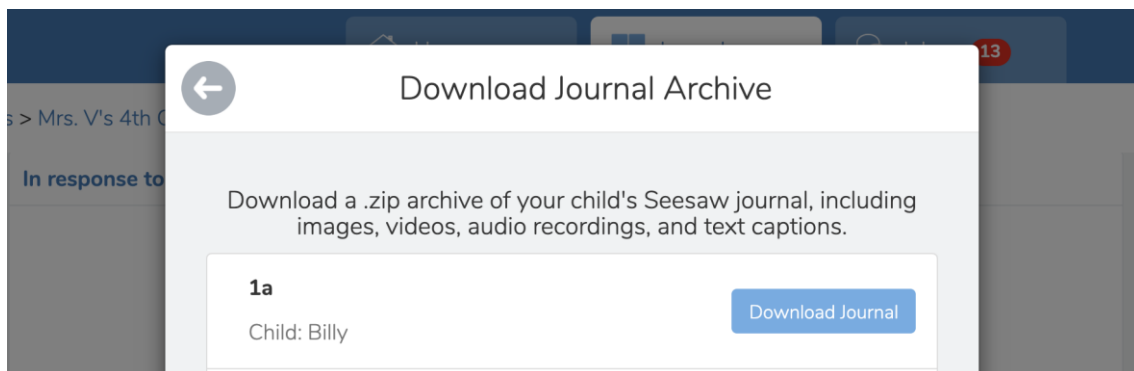 13
Download Journal Archive
s > Mrs. V's 4th
In response to
Download a .zip archive of your child's Seesaw journal, including
images, videos, audio recordings, and text captions.
1a
Download Journal
Child: Billy